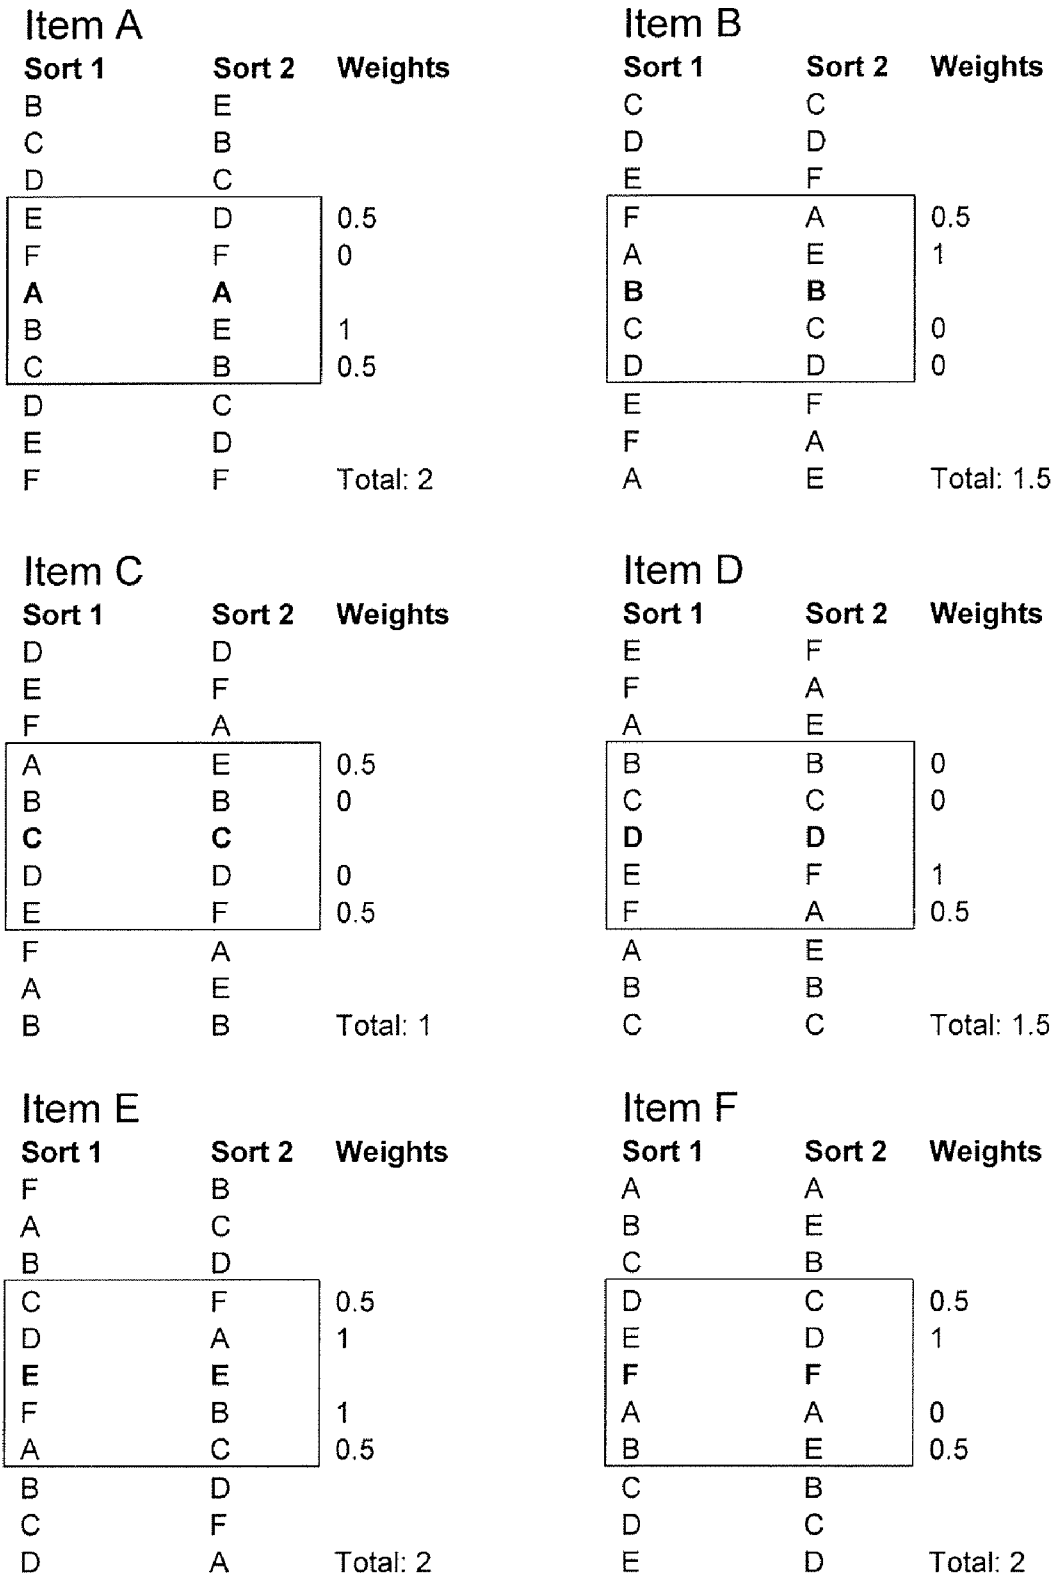 Item A
Sort 1 Sort 2 Weights
B E
C B
D C
E D 0.5
F F 0
A A
B E 1
C B 0.5
D C
E D
F F Total: 2
Item B
Sort 1 Sort 2 Weights
C C
D D
E F
F A 0.5
A E 1
B B
C C 0
D D 0
E F
F A
A E Total: 1.5
Item C
Sort 1 Sort 2 Weights
D D
E F
F A
A E 0.5
B B 0
C C
D D 0
E F 0.5
F A
A E
B B Total: 1
Item D
Sort 1 Sort 2 Weights
E F
F A
A E
B B 0
C C 0
D D
E F 1
F A 0.5
A E
B B
C C Total: 1.5
Item E
Sort 1 Sort 2 Weights
F B
A C
B D
C F 0.5
D A 1
E E
F B 1
A C 0.5
B D
C F
D A Total: 2
Item F
Sort 1 Sort 2 Weights
A A
B E
C B
D C 0.5
E D 1
F F
A A 0
B E 0.5
C B
D C
E D Total: 2